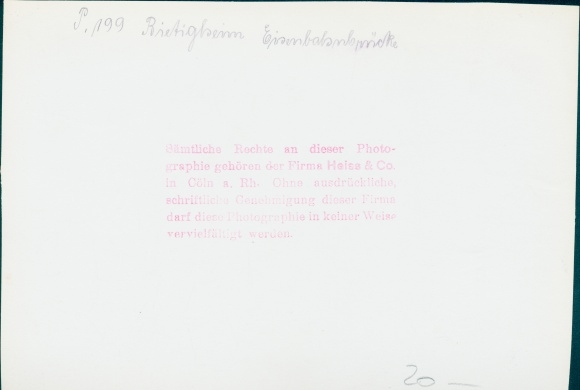 P. 199 Bietigheim Eisenbahnbrücke
Sämtliche Rechte an dieser Photo-
graphie gehören der Firma Heiss & Co.
in Cöln a. Rh. Ohne ausdrückliche,
schriftliche Genehmigung dieser Firma
darf diese Photographie in keiner Weise
vervielfältigt werden.
20 —